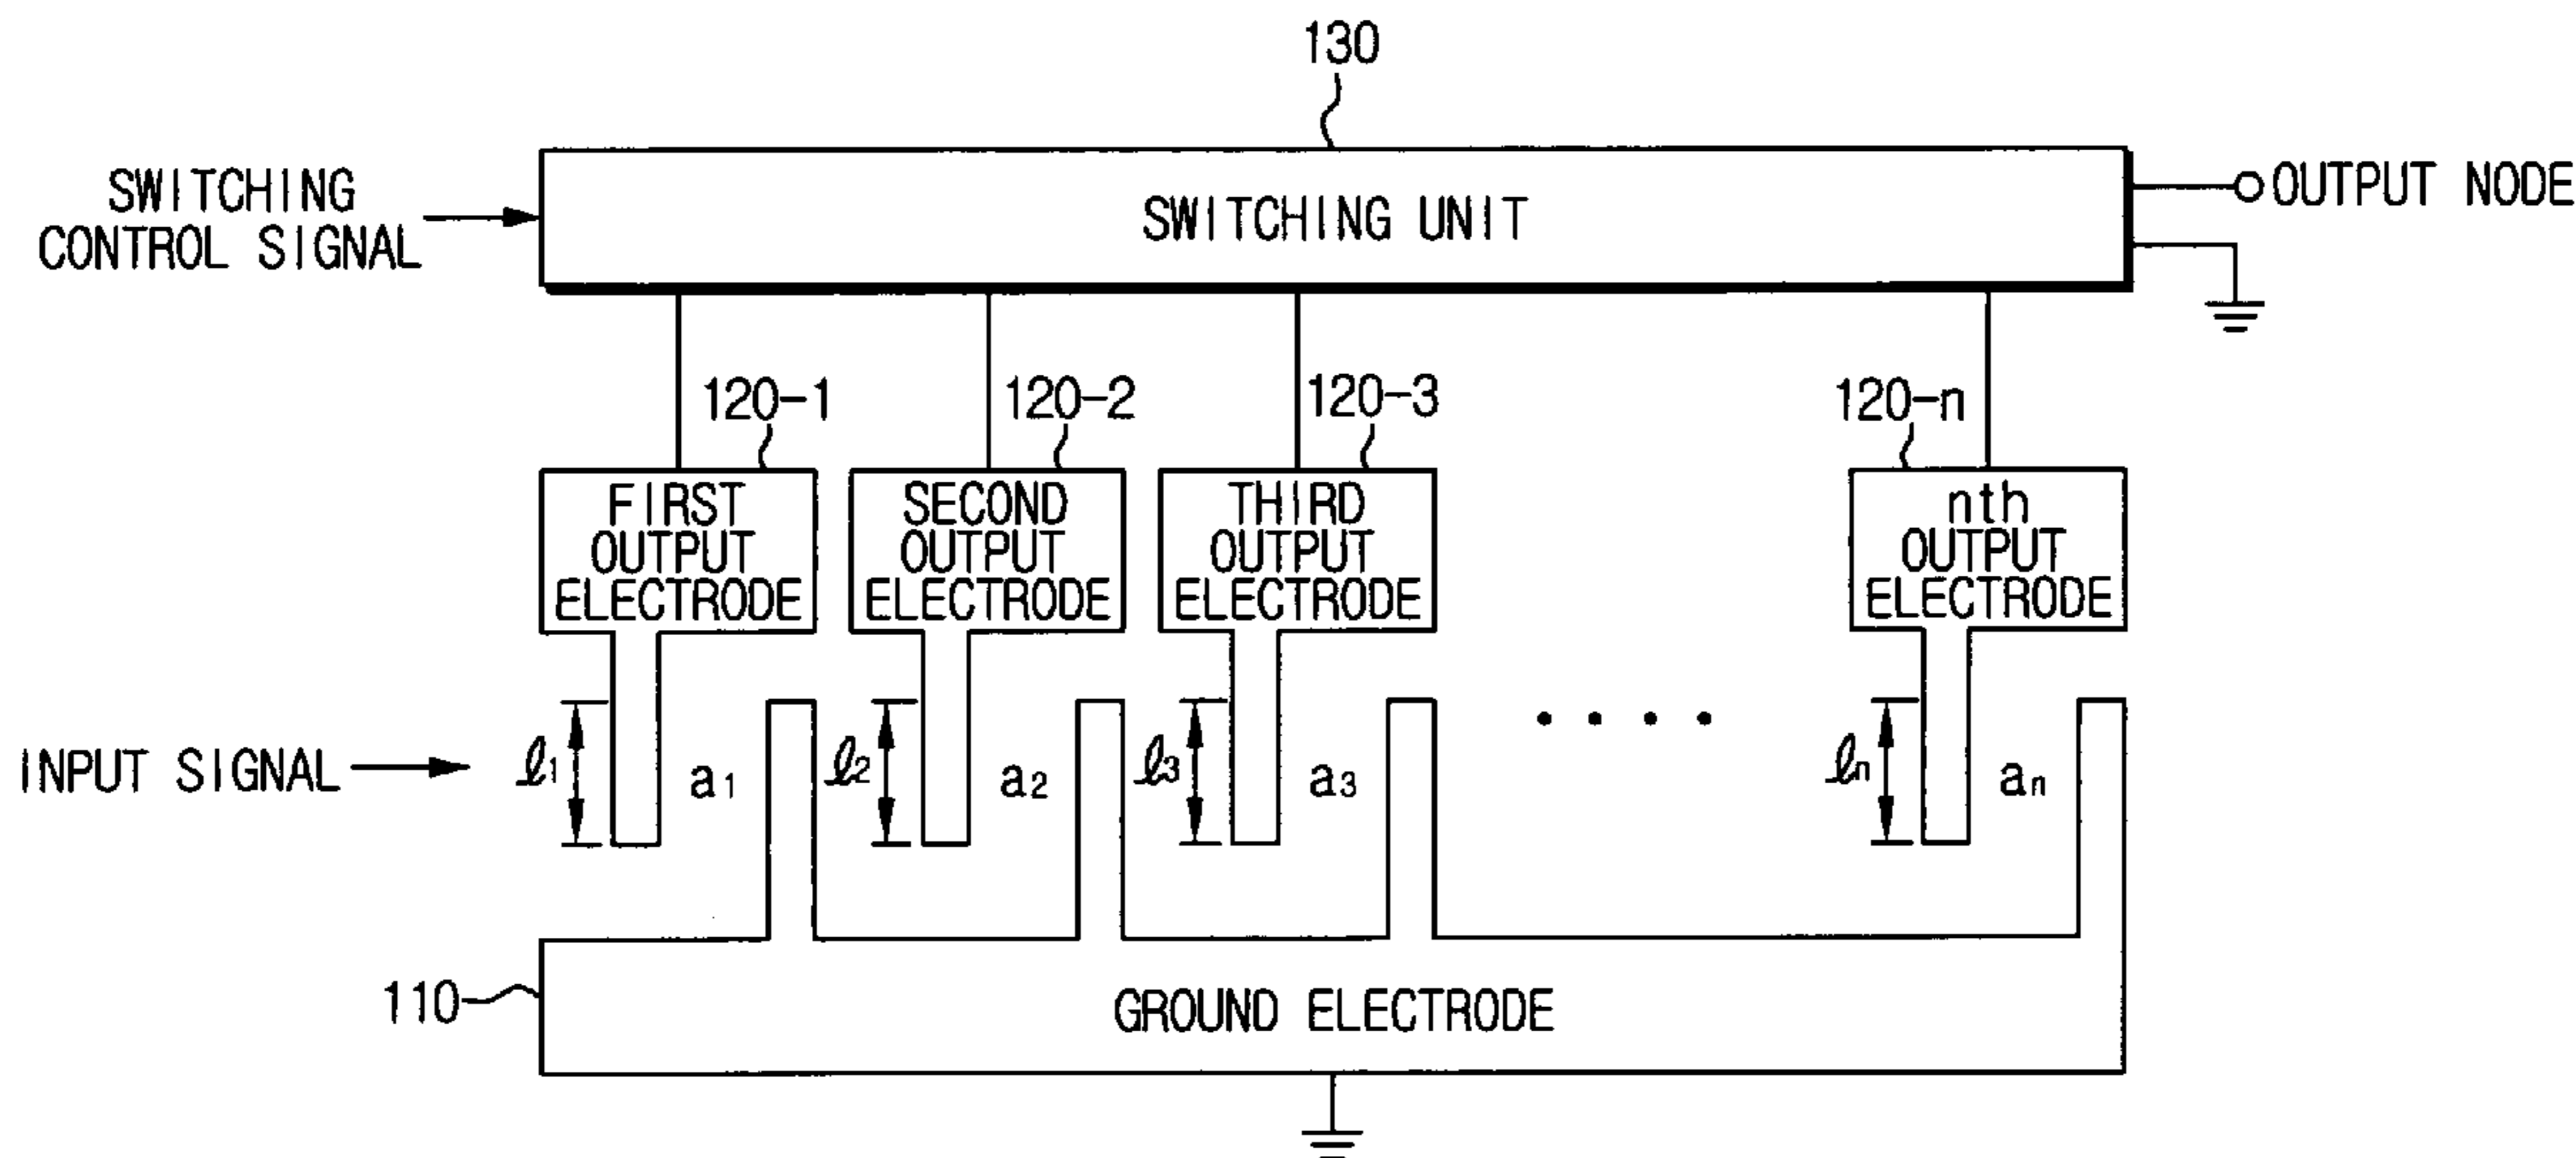 130
SWITCHING
CONTROL SIGNAL
SWITCHING UNIT
OUTPUT NODE
120-1
120-2
120-3
120-n
FIRST
OUTPUT
ELECTRODE
SECOND
OUTPUT
ELECTRODE
THIRD
OUTPUT
ELECTRODE
nth
OUTPUT
ELECTRODE
INPUT SIGNAL
ℓ1
a1
ℓ2
a2
ℓ3
a3
ℓn
an
110
GROUND ELECTRODE